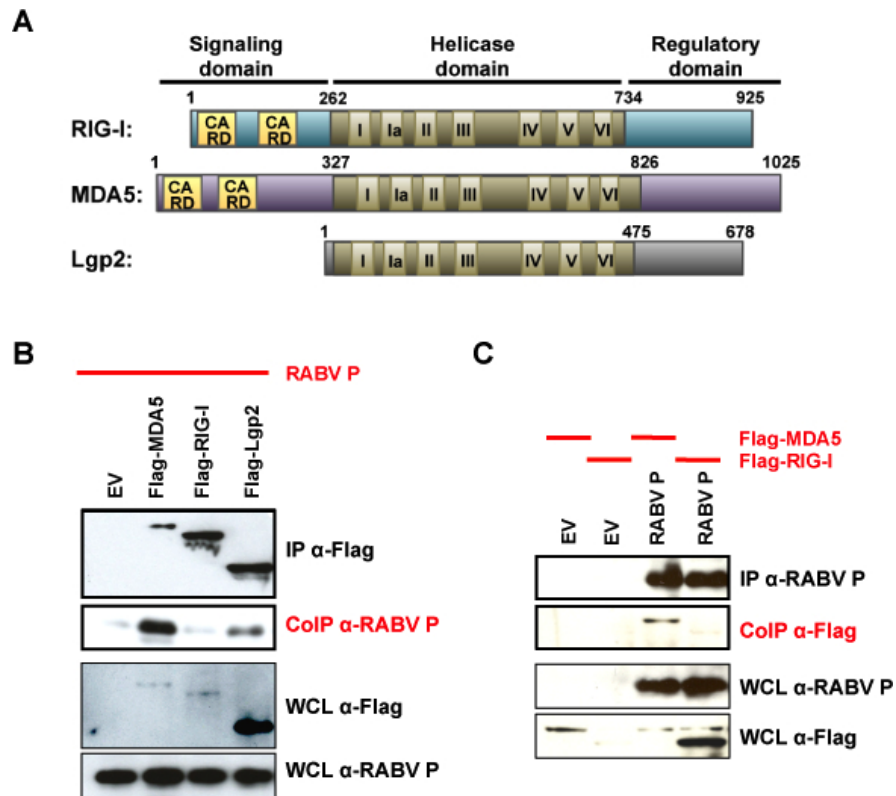 A
Signaling domain
Helicase domain
Regulatory domain
1 262 734 925
RIG-I:
CA RD
CA RD
I Ia II III IV V VI
1 327 826 1025
MDA5:
CA RD
CA RD
I Ia II III IV V VI
1 475 678
Lgp2:
I Ia II III IV V VI
B
RABV P
EV
Flag-MDA5
Flag-RIG-I
Flag-Lgp2
IP α-Flag
CoIP α-RABV P
WCL α-Flag
WCL α-RABV P
C
Flag-MDA5
Flag-RIG-I
EV
EV
RABV P
RABV P
IP α-RABV P
CoIP α-Flag
WCL α-RABV P
WCL α-Flag